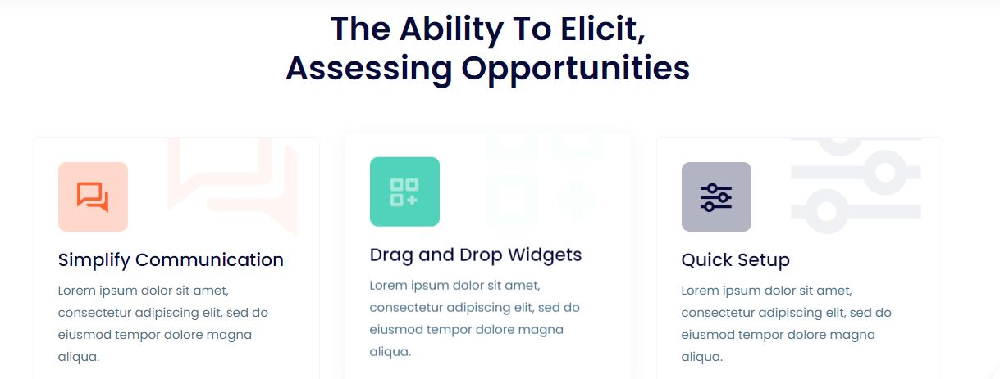 The Ability To Elicit,
Assessing Opportunities
Simplify Communication
Lorem ipsum dolor sit amet,
consectetur adipiscing elit, sed do
eiusmod tempor dolore magna
aliqua.
Drag and Drop Widgets
Lorem ipsum dolor sit amet,
consectetur adipiscing elit, sed do
eiusmod tempor dolore magna
aliqua.
Quick Setup
Lorem ipsum dolor sit amet,
consectetur adipiscing elit, sed do
eiusmod tempor dolore magna
aliqua.